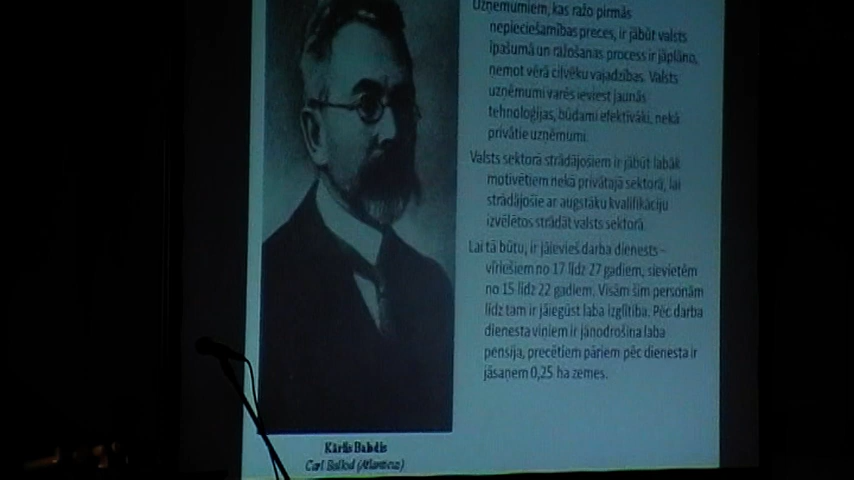 Uzņēmumiem, kas ražo pirmās
nepieciešamības preces, ir jābūt valsts
īpašumā un ražošanas process ir jāplāno,
ņemot vērā cilvēku vajadzības. Valsts
uzņēmumi varēs ieviest jaunās
tehnoloģijas, būdami efektīvāki, nekā
privātie uzņēmumi.
Valsts sektorā strādājošiem ir jābūt labāk
motivētiem nekā privātajā sektorā, lai
strādājošie ar augstāku kvalifikāciju
izvēlētos strādāt valsts sektorā.
Lai tā būtu, ir jāievieš darba dienests –
vīriešiem no 17 līdz 27 gadiem, sievietēm
no 15 līdz 22 gadiem. Visām šīm personām
līdz tam ir jāiegūst laba izglītība. Pēc darba
dienesta viņiem ir jānodrošina laba
pensija, precētiem pāriem pēc dienesta ir
jāsaņem 0,25 ha zemes.
Kārlis Balodis
Carl Ballod (Atlanticus)